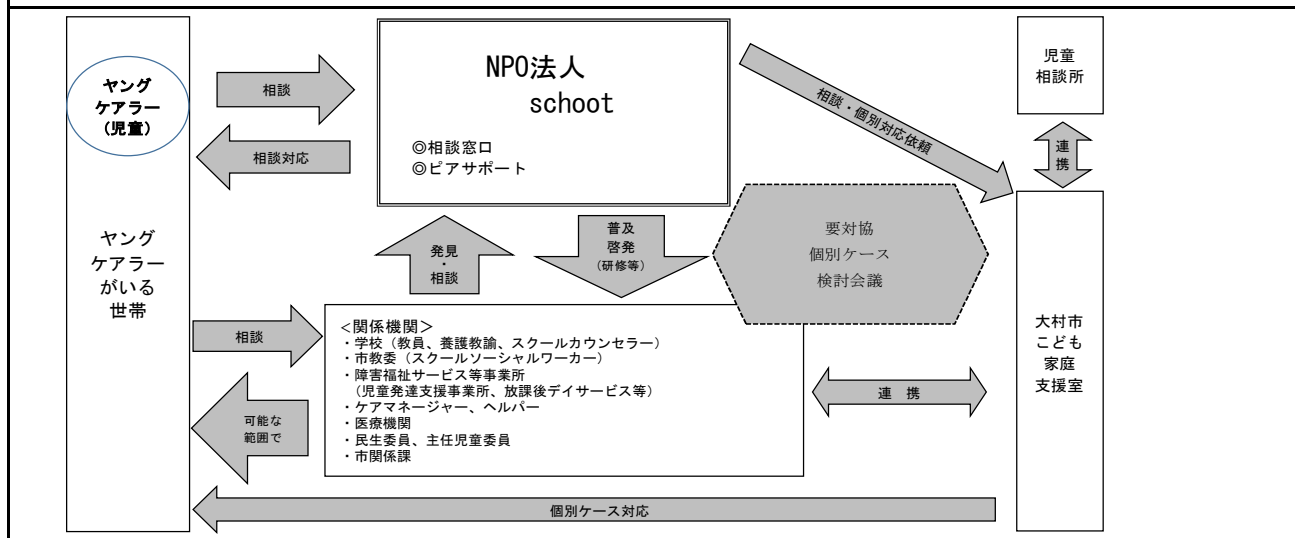 ヤング
ケアラー
（児童）
ヤング
ケアラー
がいる
世帯
相談
相談対応
NPO法人
schoot
◎相談窓口
◎ピアサポート
相談・個別対応依頼
児童
相談所
連
携
発見
・
相談
普及
啓発
（研修等）
要対協
個別ケース
検討会議
相談
可能な
範囲で
＜関係機関＞
・学校（教員、養護教諭、スクールカウンセラー）
・市教委（スクールソーシャルワーカー）
・障害福祉サービス等事業所
（児童発達支援事業所、放課後デイサービス等）
・ケアマネージャー、ヘルパー
・医療機関
・民生委員、主任児童委員
・市関係課
連　携
大村市
こども
家庭
支援室
個別ケース対応